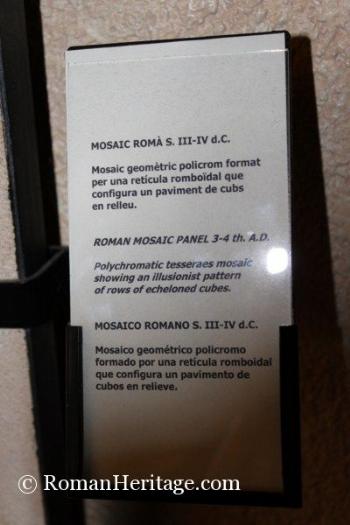 MOSAIC ROMÀ S. III-IV d.C.
Mosaic geomètric policrom format
per una retícula romboïdal que
configura un paviment de cubs
en relleu.
ROMAN MOSAIC PANEL 3-4 th. A.D.
Polychromatic tesseraes mosaic
showing an illusionist pattern
of rows of echeloned cubes.
MOSAICO ROMANO S. III-IV d.C.
Mosaico geométrico policromo
formado por una retícula romboidal
que configura un pavimento de
cubos en relieve.
© RomanHeritage.com